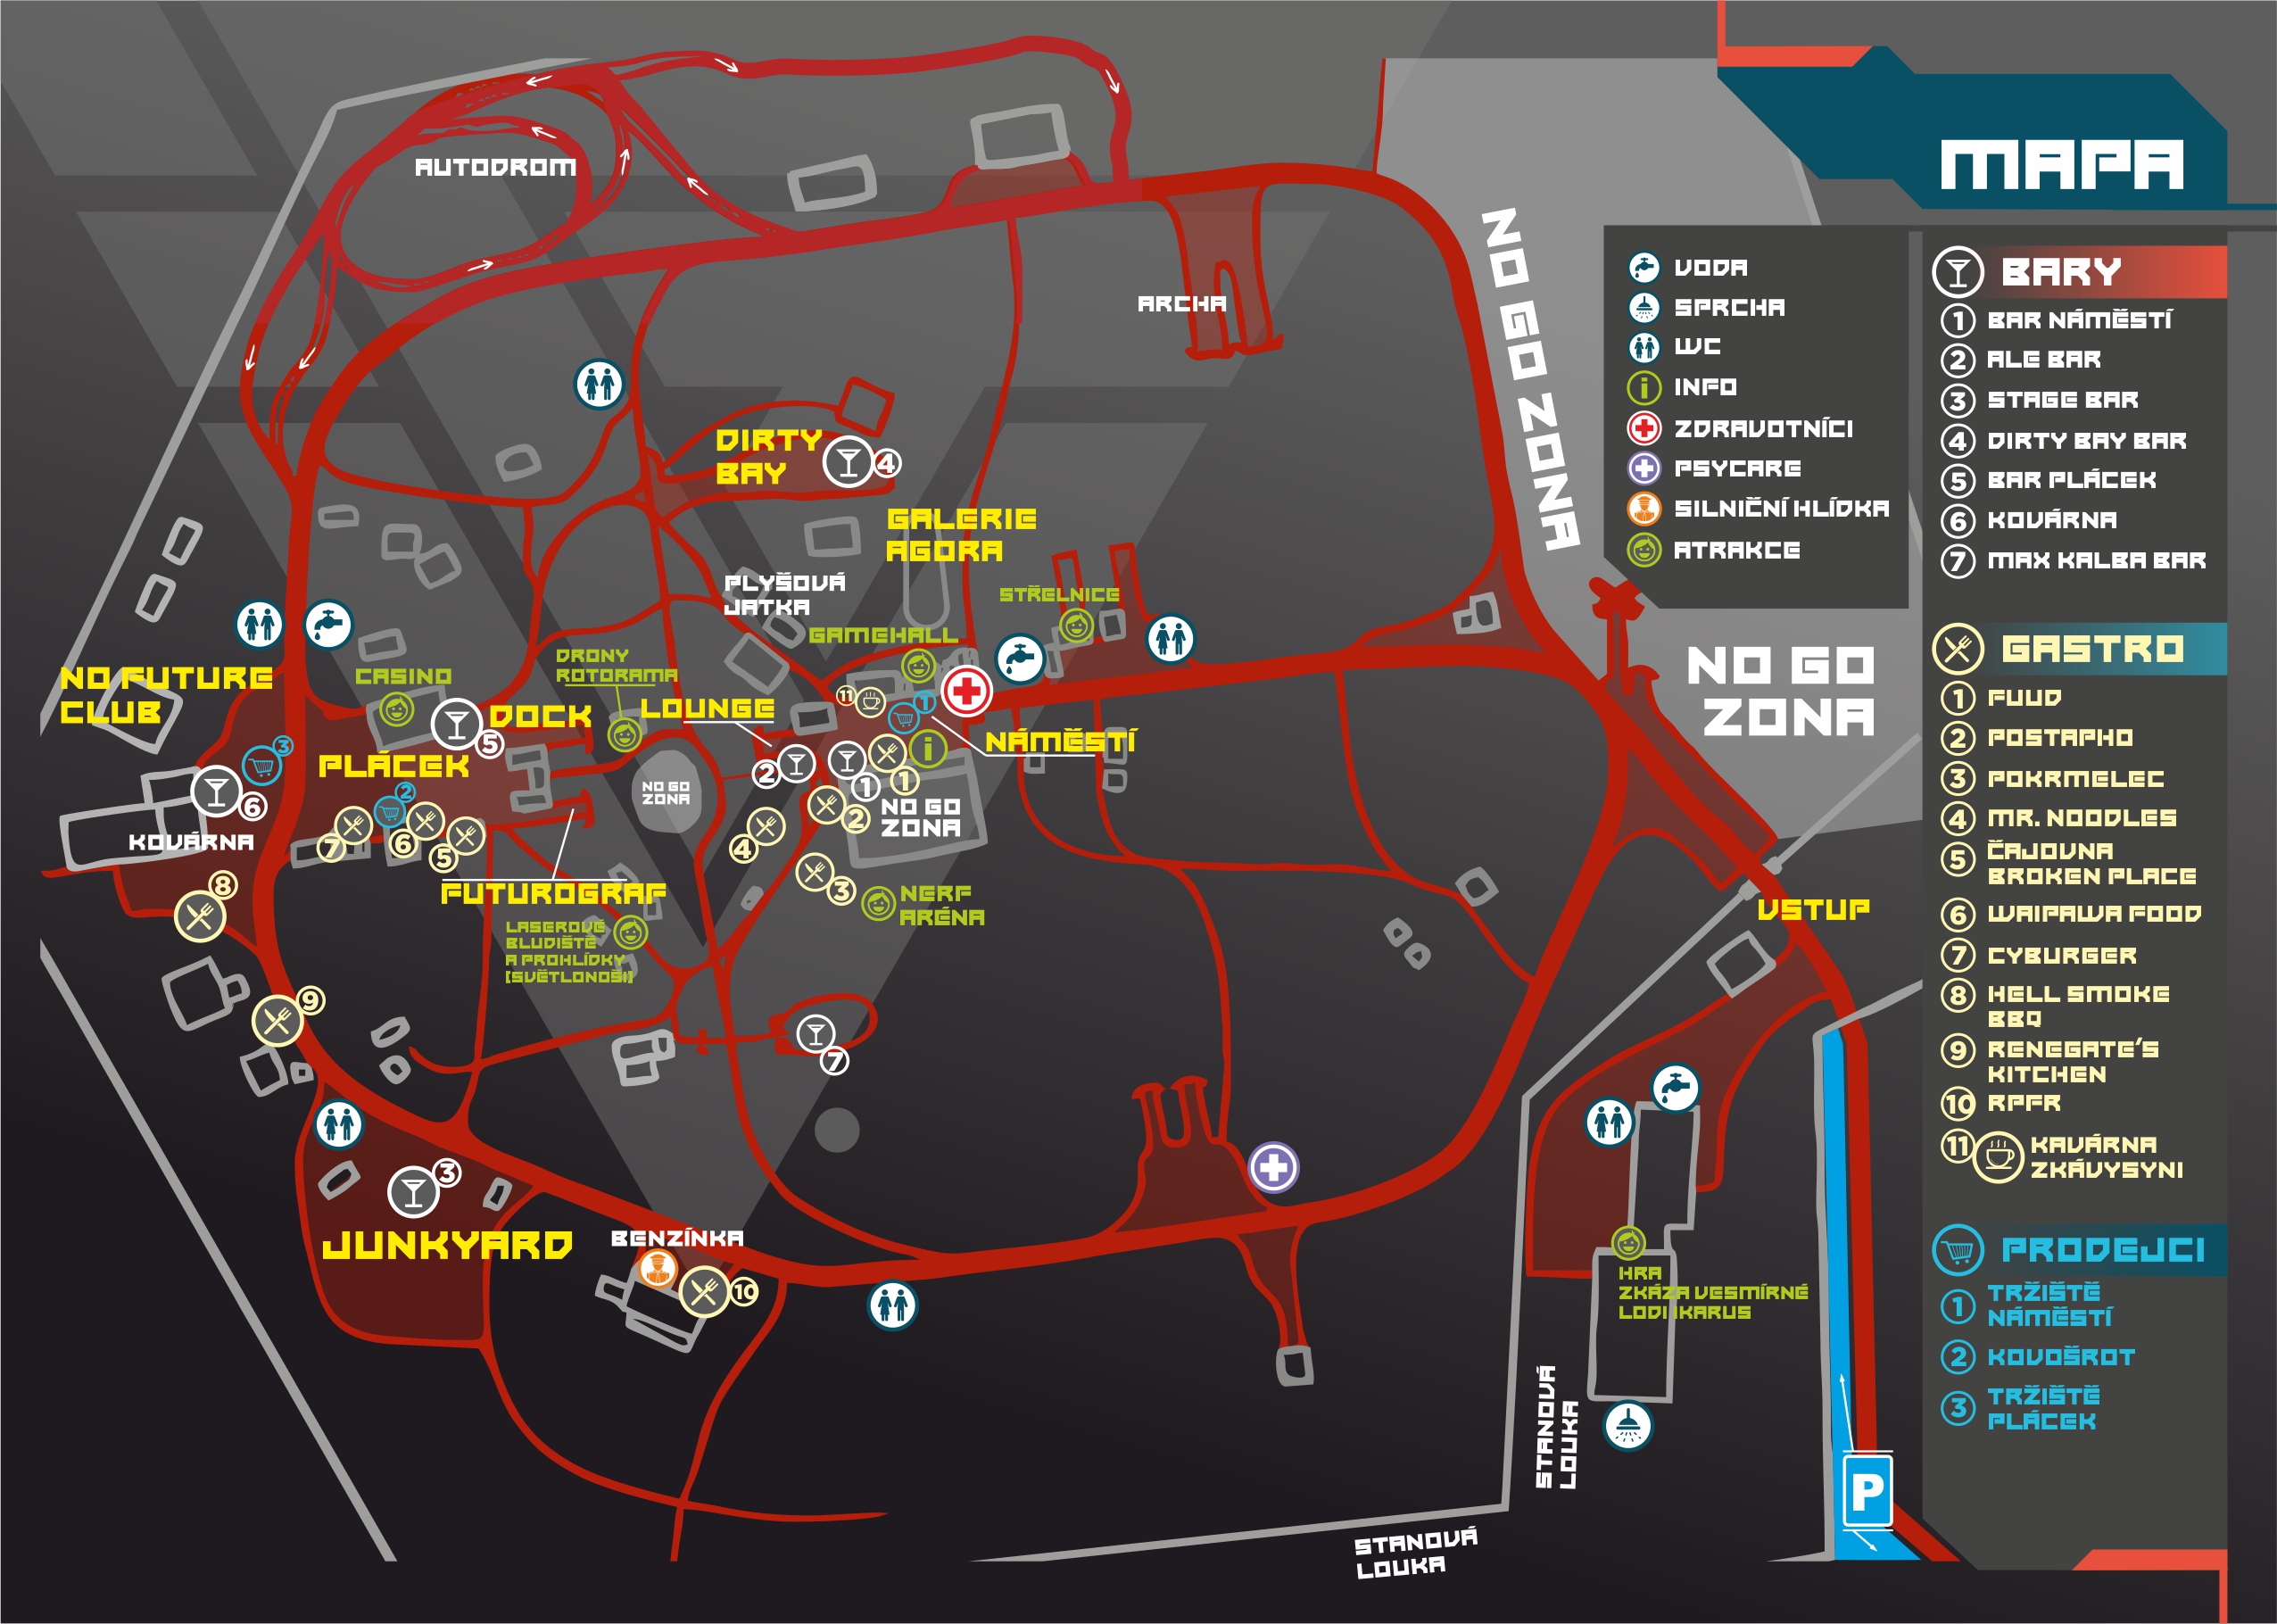 MAPA
AUTODROM
ARCHA
NO GO ZONA
DIRTY
BAY
4
GALERIE
AGORA
PLYŠOVÁ
JATKA
STŘELNICE
GAMEHALL
DRONY
ROTORAMA
CASINO
NO FUTURE
CLUB
DOCK
5
LOUNGE
11
1
NÁMĚSTÍ
NO GO
ZONA
3
PLÁCEK
2
6
KOVÁRNA
7
6
5
NO GO
ZONA
2
1
1
NO GO
ZONA
2
4
3
FUTUROGRAF
NERF
ARÉNA
LASEROVÉ
BLUDIŠTĚ
A PROHLÍDKY
(SVĚTLONOŠI)
8
9
7
VSTUP
3
JUNKYARD
BENZÍNKA
10
HRA
ZKÁZA VESMÍRNÉ
LODI IKARUS
STANOVÁ
LOUKA
STANOVÁ
LOUKA
P
VODA
SPRCHA
WC
i INFO
ZDRAVOTNÍCI
PSYCARE
SILNIČNÍ HLÍDKA
ATRAKCE
BARY
1 BAR NÁMĚSTÍ
2 ALE BAR
3 STAGE BAR
4 DIRTY BAY BAR
5 BAR PLÁCEK
6 KOVÁRNA
7 MAX KALBA BAR
GASTRO
1 FUUD
2 POSTAPHO
3 POKRMELEC
4 MR. NOODLES
5 ČAJOVNA
BROKEN PLACE
6 WAIPAWA FOOD
7 CYBURGER
8 HELL SMOKE
BBQ
9 RENEGATE'S
KITCHEN
10 RPFR
11 KAVÁRNA
ZKÁVYSYNI
PRODEJCI
1 TRŽIŠTĚ
NÁMĚSTÍ
2 KOVOŠROT
3 TRŽIŠTĚ
PLÁCEK